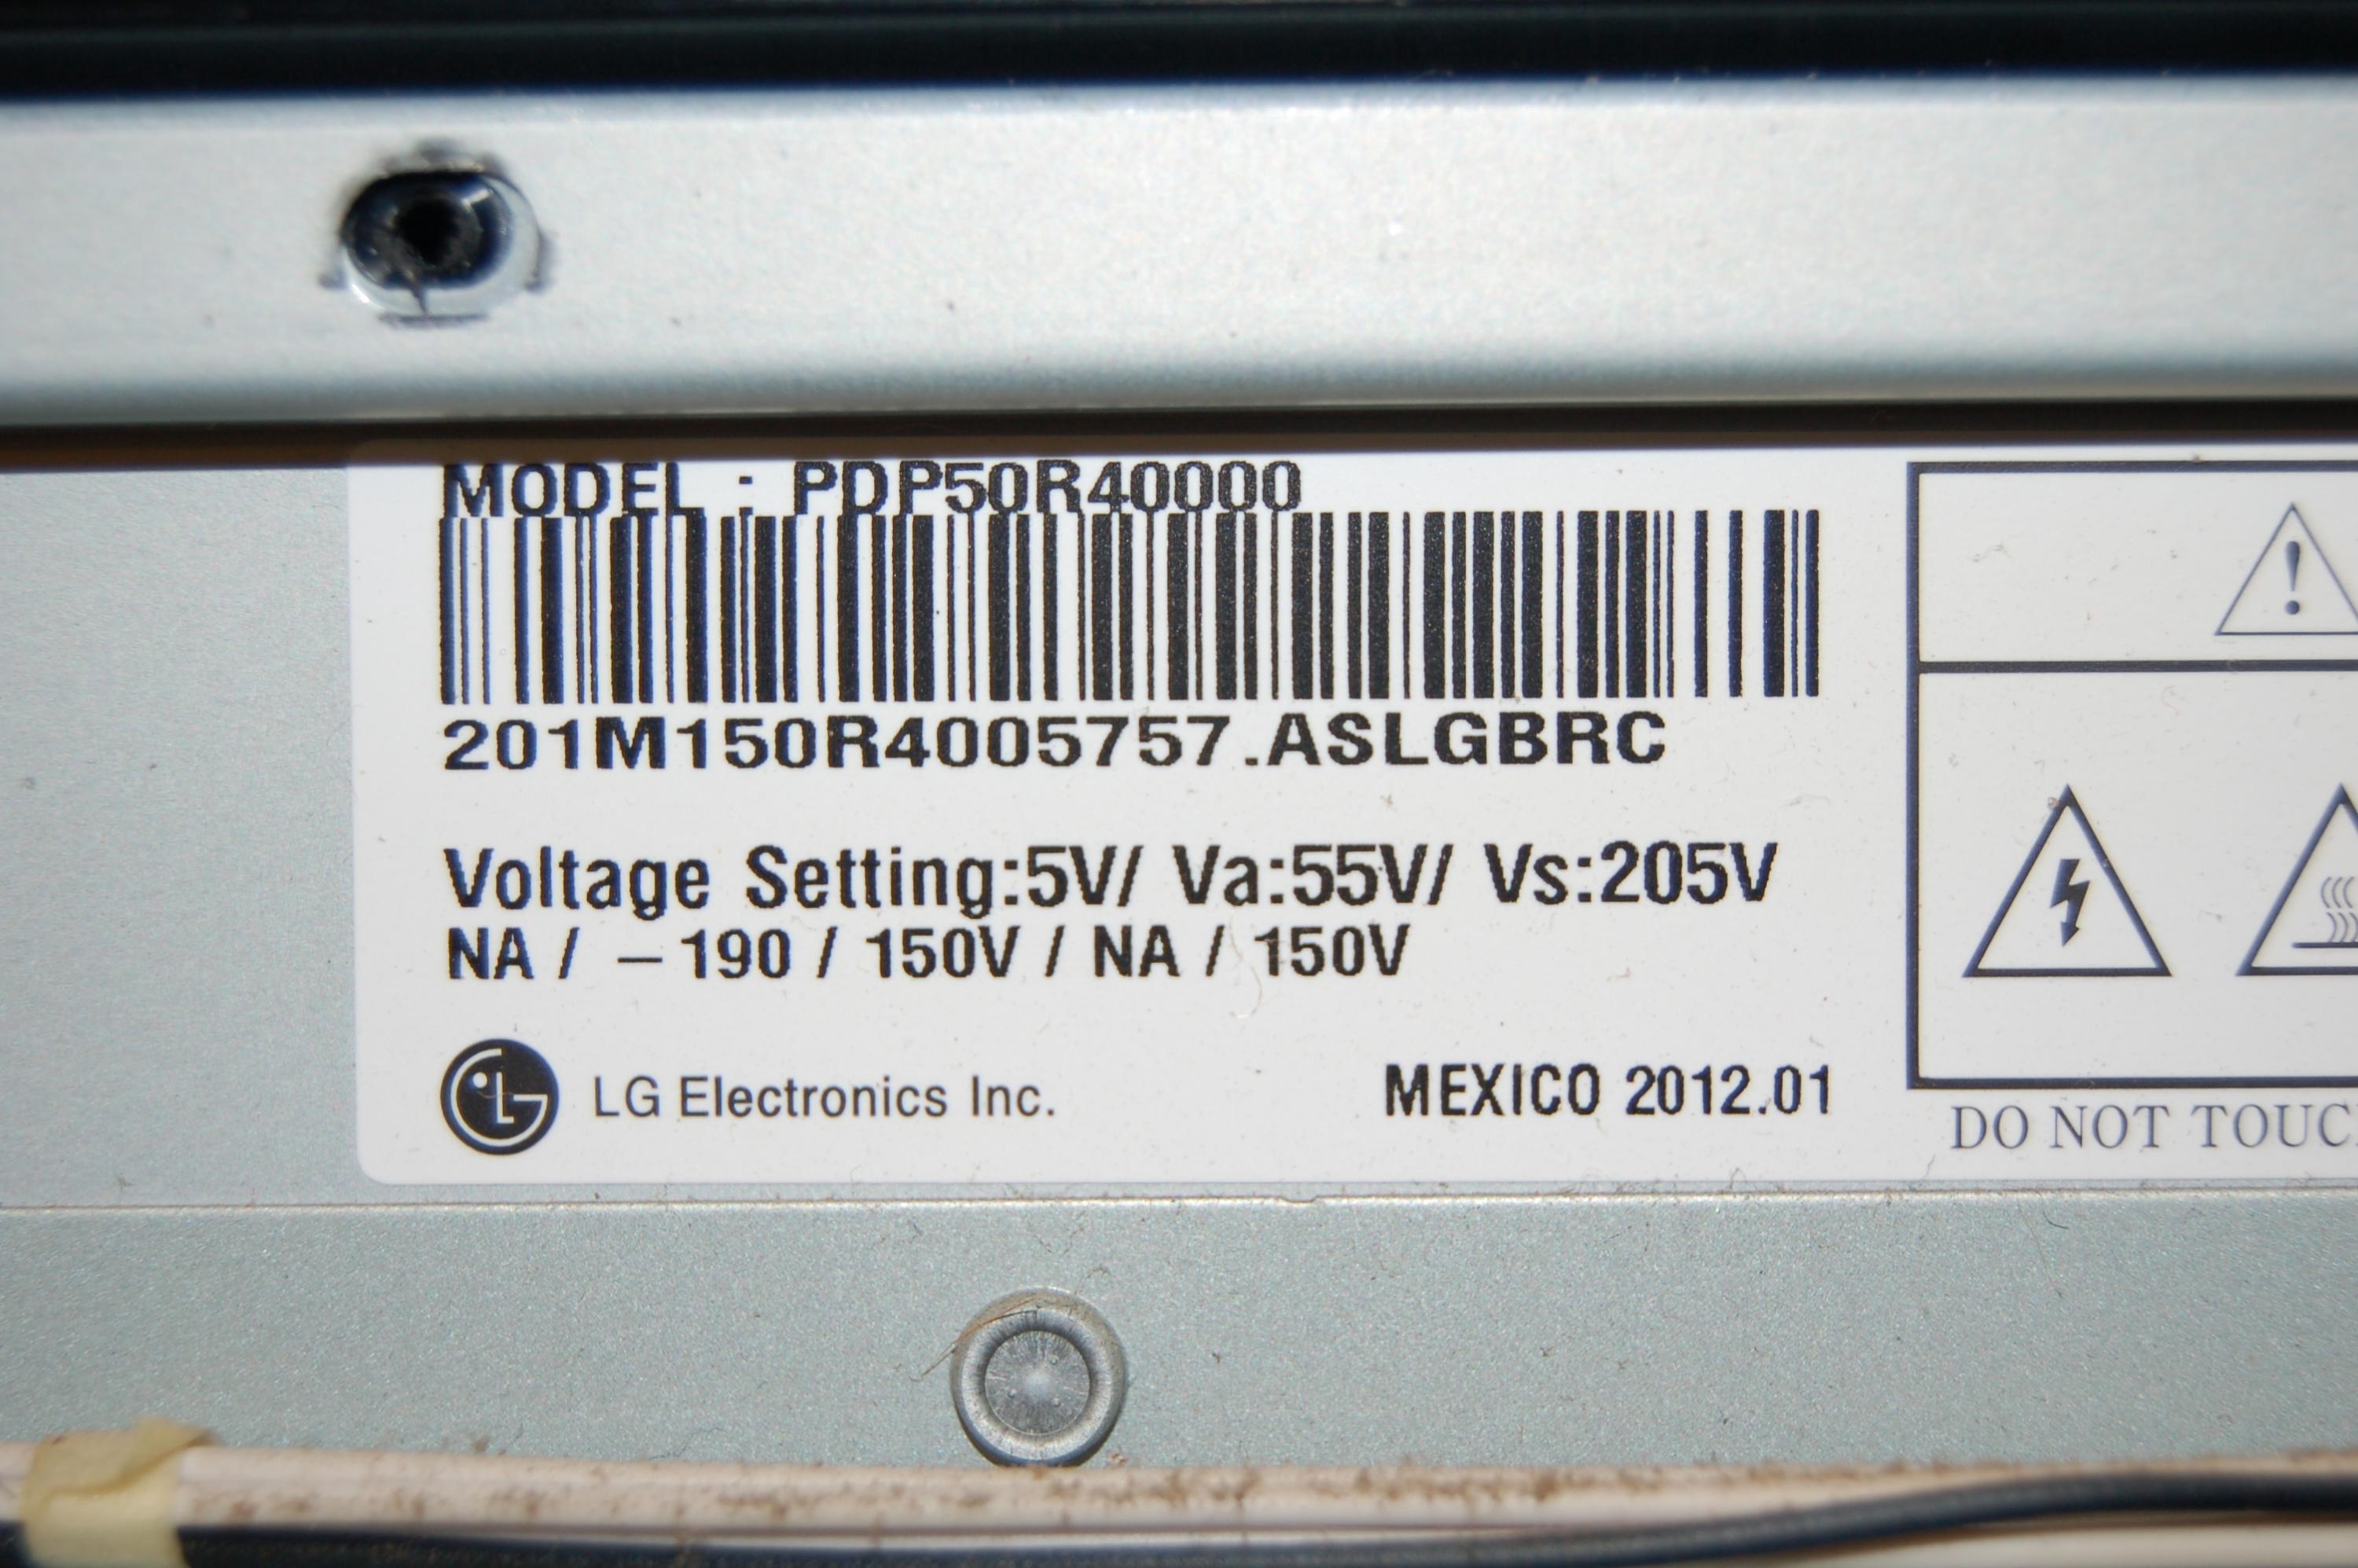 MODEL : PDP50R40000
201M150R4005757.ASLGBRC
Voltage Setting:5V/ Va:55V/ Vs:205V
NA / –190 / 150V / NA / 150V
LG Electronics Inc.
MEXICO 2012.01
DO NOT TOUC